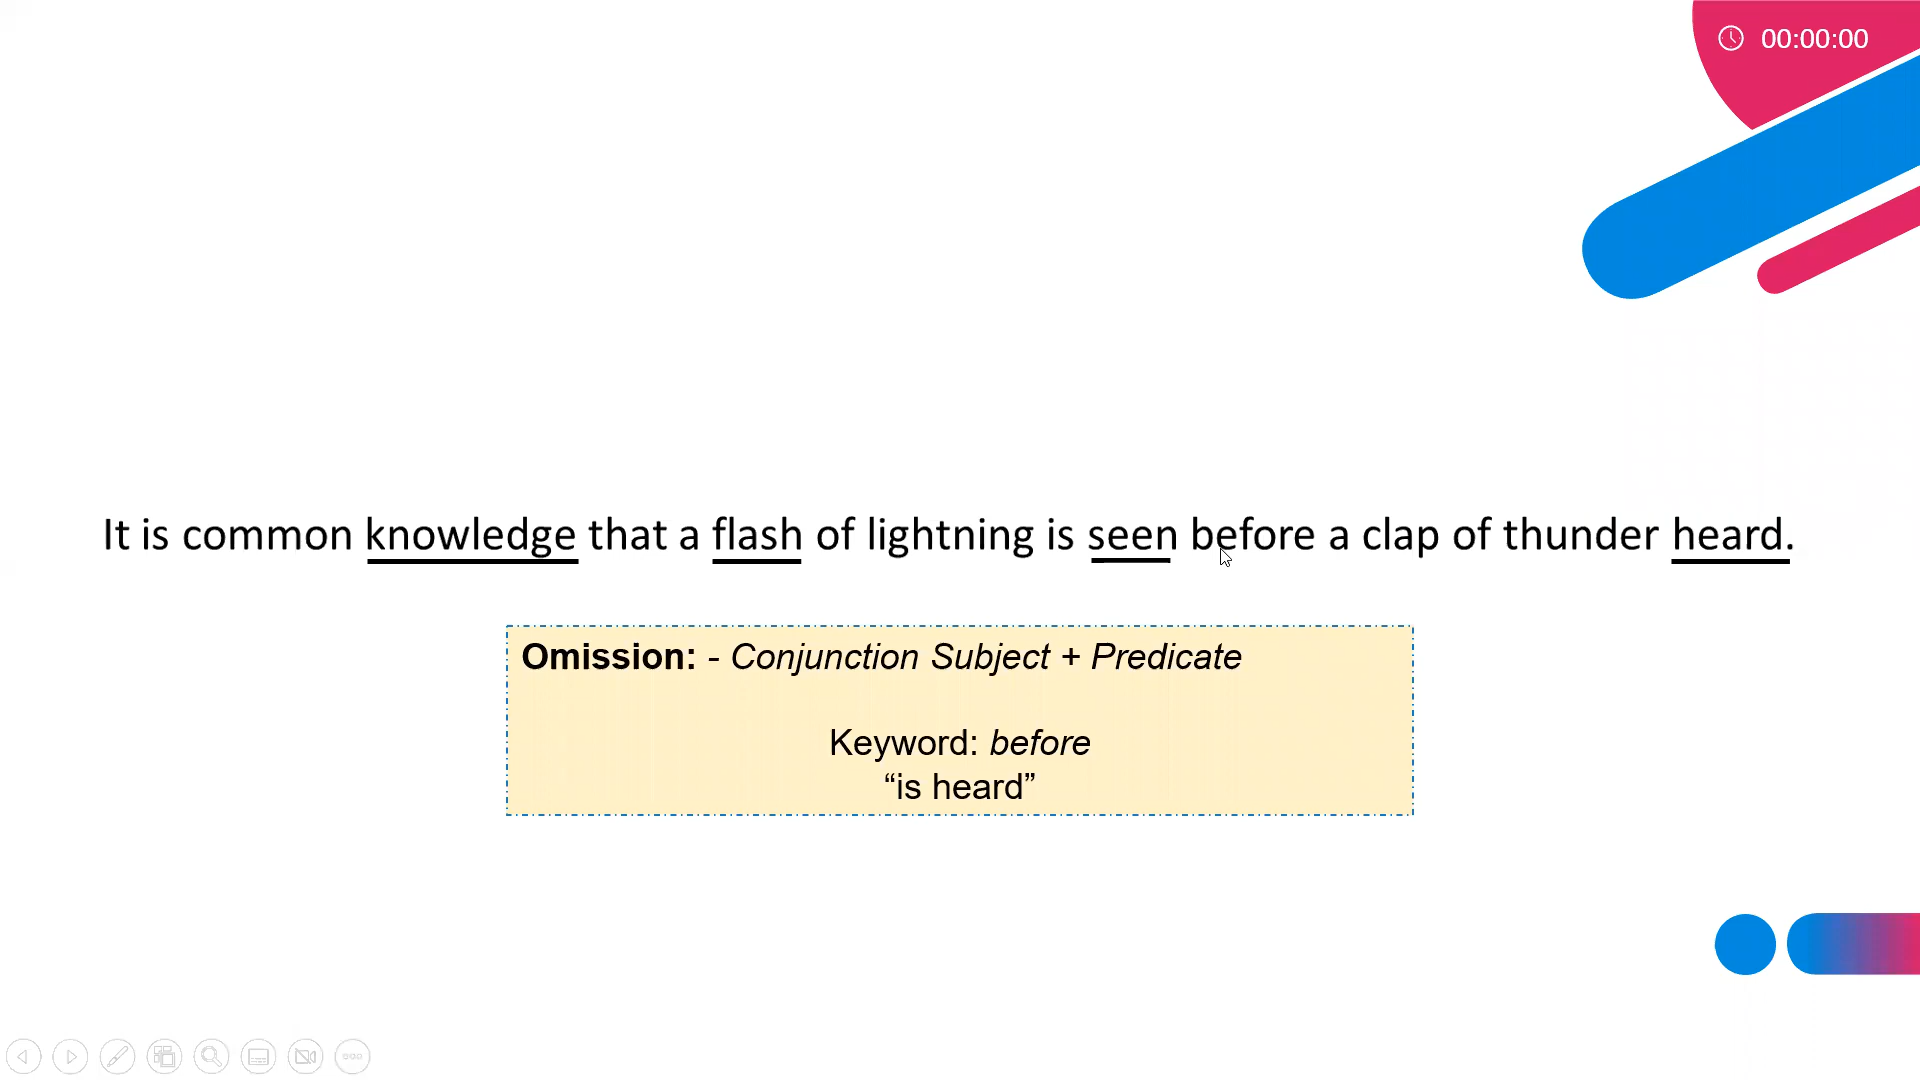 00:00:00
It is common knowledge that a flash of lightning is seen before a clap of thunder heard.
Omission: - Conjunction Subject + Predicate
Keyword: before
“is heard”